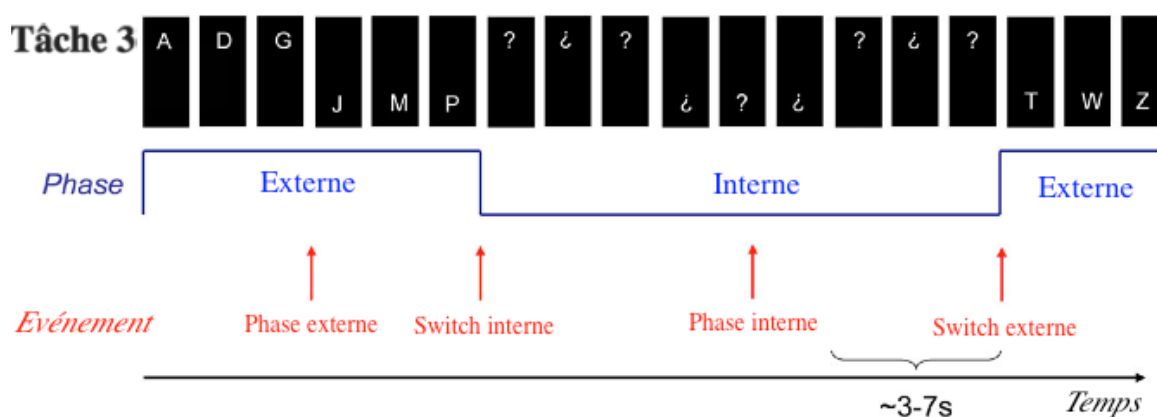 Tâche 3 A D G ? ¿ ? ? ¿ ?
J M P ¿ ? ¿ T W Z
Phase Externe Interne Externe
Evénement Phase externe Switch interne Phase interne Switch externe
~3-7s Temps